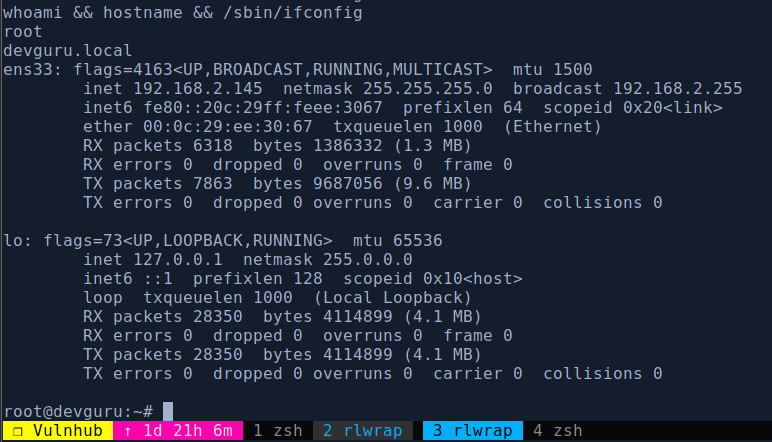 whoami && hostname && /sbin/ifconfig
root
devguru.local
ens33: flags=4163<UP,BROADCAST,RUNNING,MULTICAST>  mtu 1500
        inet 192.168.2.145  netmask 255.255.255.0  broadcast 192.168.2.255
        inet6 fe80::20c:29ff:feee:3067  prefixlen 64  scopeid 0x20<link>
        ether 00:0c:29:ee:30:67  txqueuelen 1000  (Ethernet)
        RX packets 6318  bytes 1386332 (1.3 MB)
        RX errors 0  dropped 0  overruns 0  frame 0
        TX packets 7863  bytes 9687056 (9.6 MB)
        TX errors 0  dropped 0 overruns 0  carrier 0  collisions 0

lo: flags=73<UP,LOOPBACK,RUNNING>  mtu 65536
        inet 127.0.0.1  netmask 255.0.0.0
        inet6 ::1  prefixlen 128  scopeid 0x10<host>
        loop  txqueuelen 1000  (Local Loopback)
        RX packets 28350  bytes 4114899 (4.1 MB)
        RX errors 0  dropped 0  overruns 0  frame 0
        TX packets 28350  bytes 4114899 (4.1 MB)
        TX errors 0  dropped 0 overruns 0  carrier 0  collisions 0

root@devguru:~#
❐ Vulnhub  ↑ 1d 21h 6m  1 zsh  2 rlwrap  3 rlwrap  4 zsh